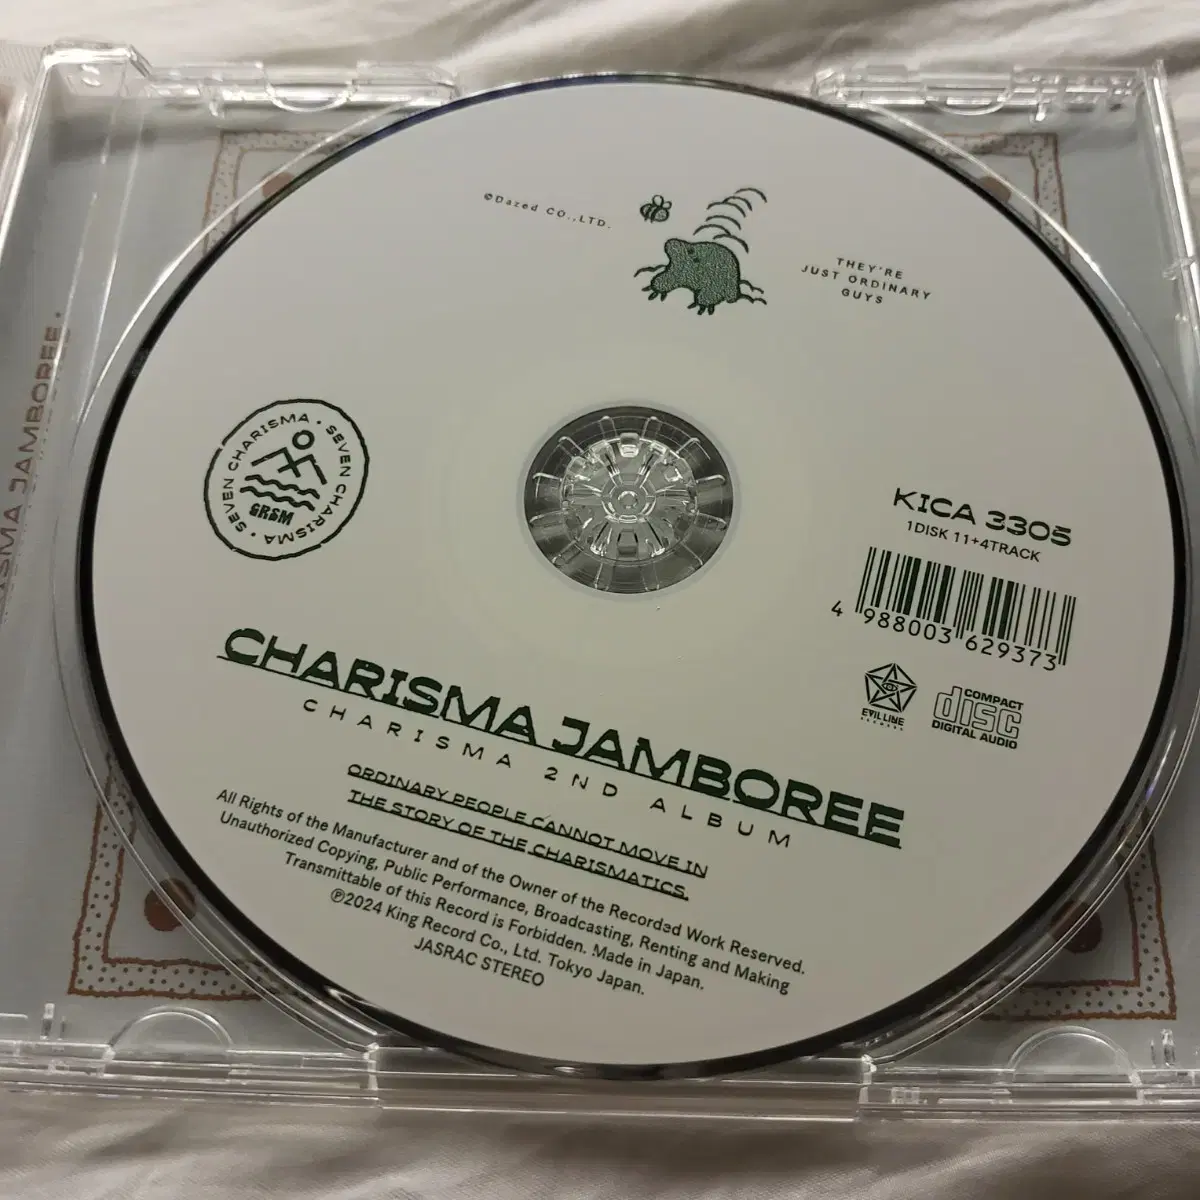 ©Dazed CO.,LTD.
THEY'RE
JUST ORDINARY
GUYS
SEVEN CHARISMA • SEVEN CHARISMA •
GRSM
KICA 3305
1DISK 11+4TRACK
4 988003 629373
EVIL LINE
RECORDS
COMPACT
disc
DIGITAL AUDIO
CHARISMA JAMBOREE
CHARISMA 2ND ALBUM
ORDINARY PEOPLE CANNOT MOVE IN
THE STORY OF THE CHARISMATICS.
All Rights of the Manufacturer and of the Owner of the Recorded Work Reserved.
Unauthorized Copying, Public Performance, Broadcasting, Renting and Making
Transmittable of this Record is Forbidden. Made in Japan.
℗2024 King Record Co., Ltd. Tokyo Japan.
JASRAC STEREO
JAMBOREE.